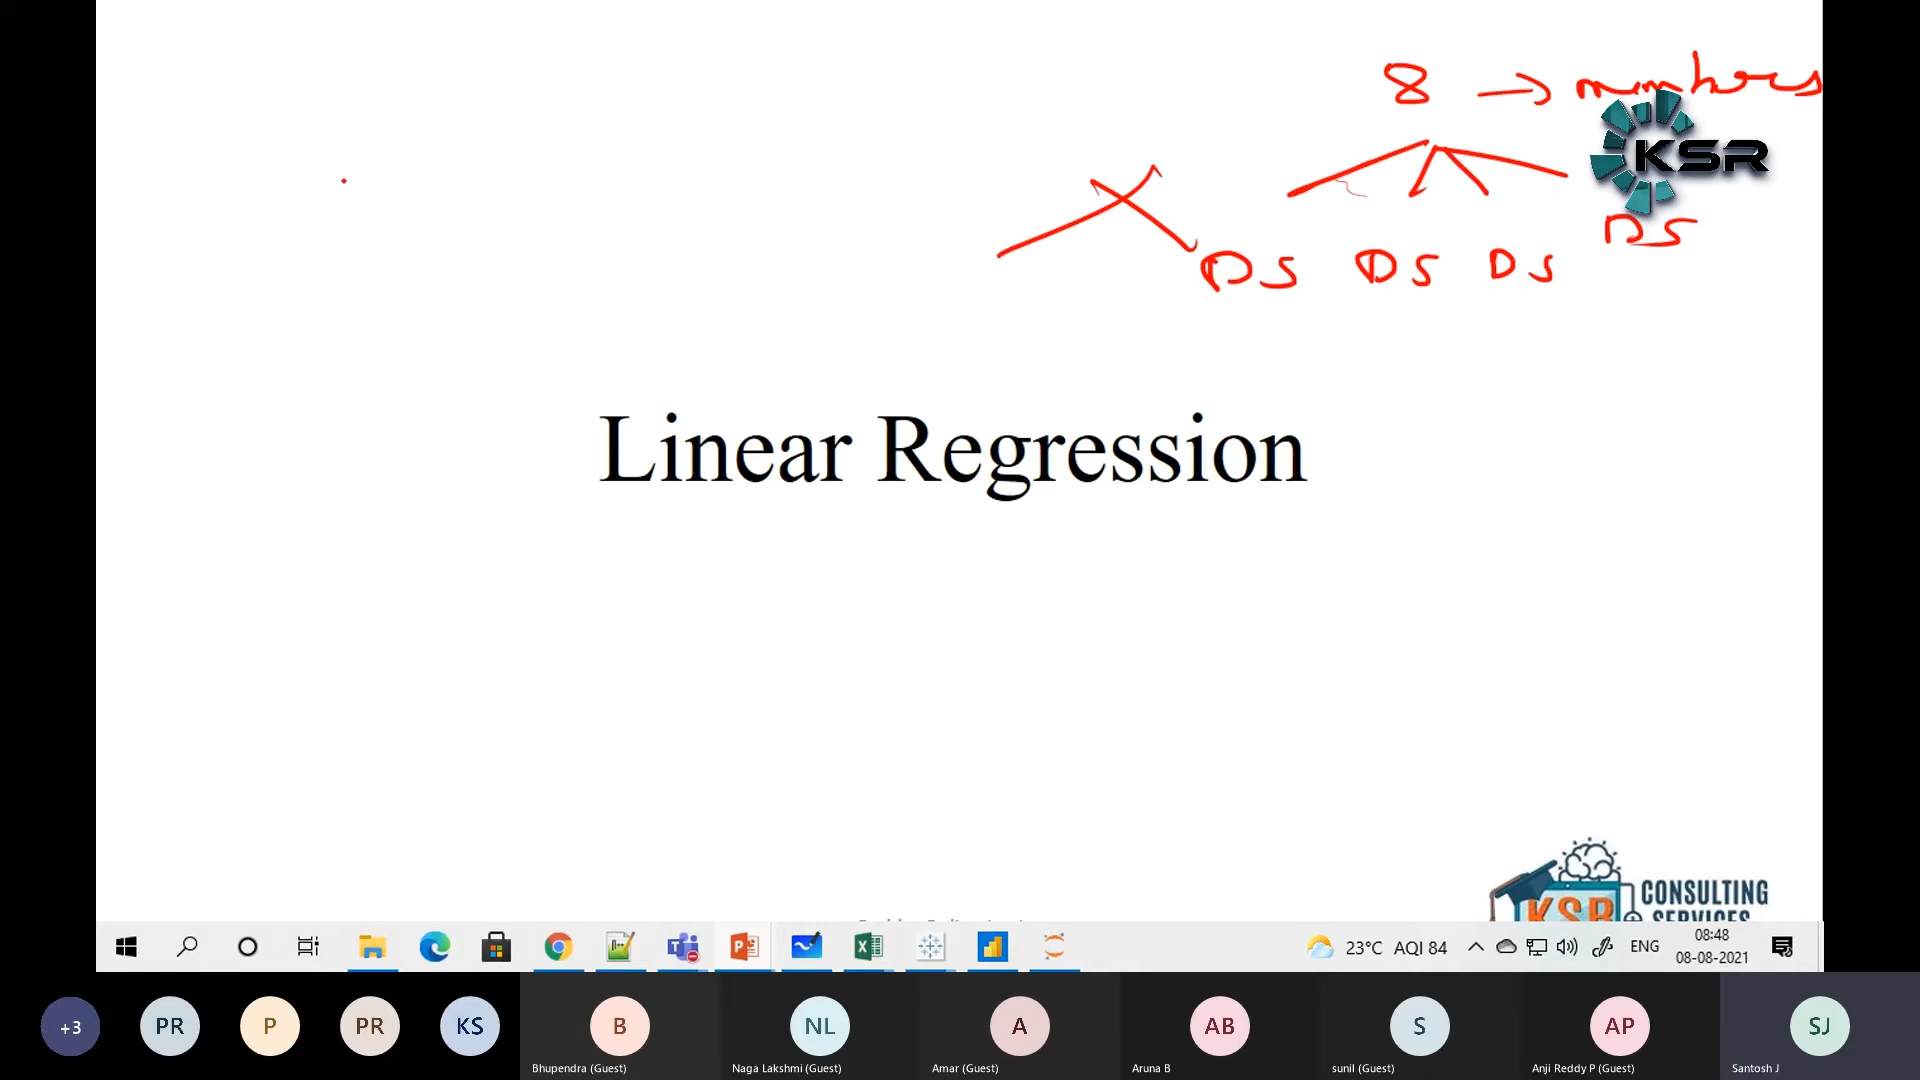 8 → members
KSR
DS DS DS DS
Linear Regression
CONSULTING
KSR SERVICES
23°C AQI 84 ENG 08:48
08-08-2021
+3 PR P PR KS B NL A AB S AP SJ
Bhupendra (Guest) Naga Lakshmi (Guest) Amar (Guest) Aruna B sunil (Guest) Anji Reddy P (Guest) Santosh J